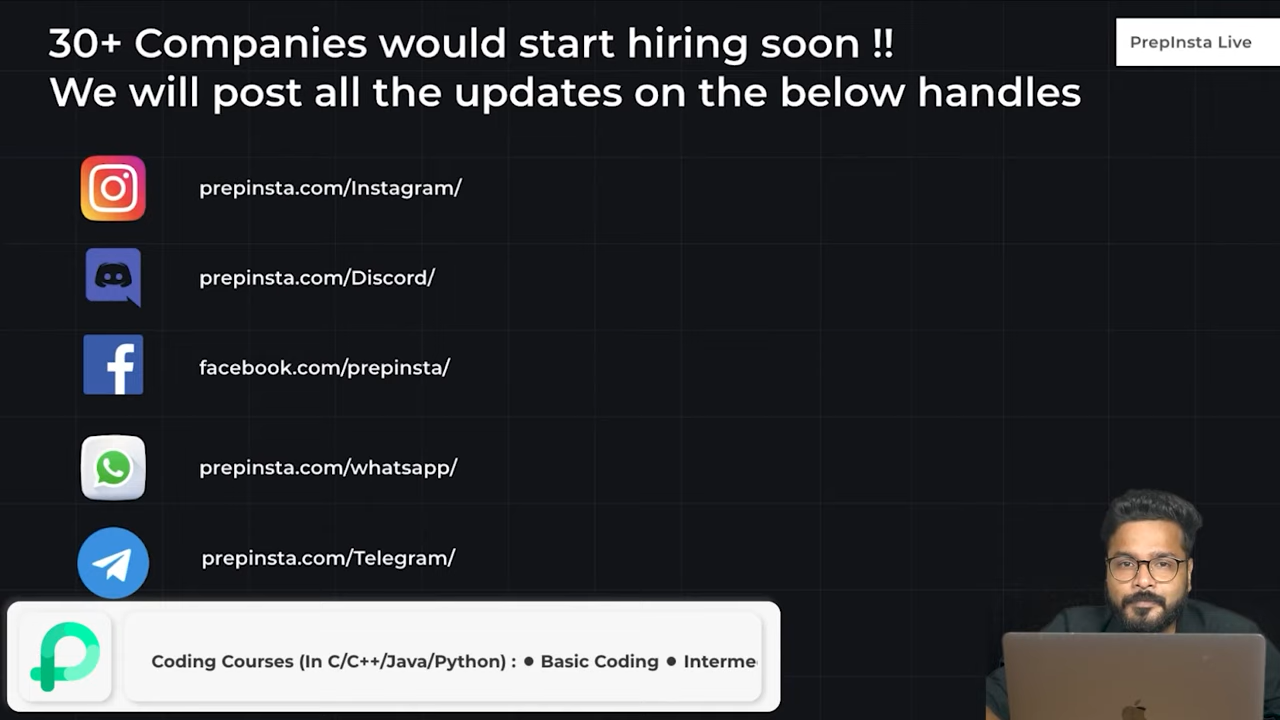 30+ Companies would start hiring soon !!
PrepInsta Live
We will post all the updates on the below handles
prepinsta.com/Instagram/
prepinsta.com/Discord/
facebook.com/prepinsta/
prepinsta.com/whatsapp/
prepinsta.com/Telegram/
Coding Courses (In C/C++/Java/Python) : ● Basic Coding ● Interme